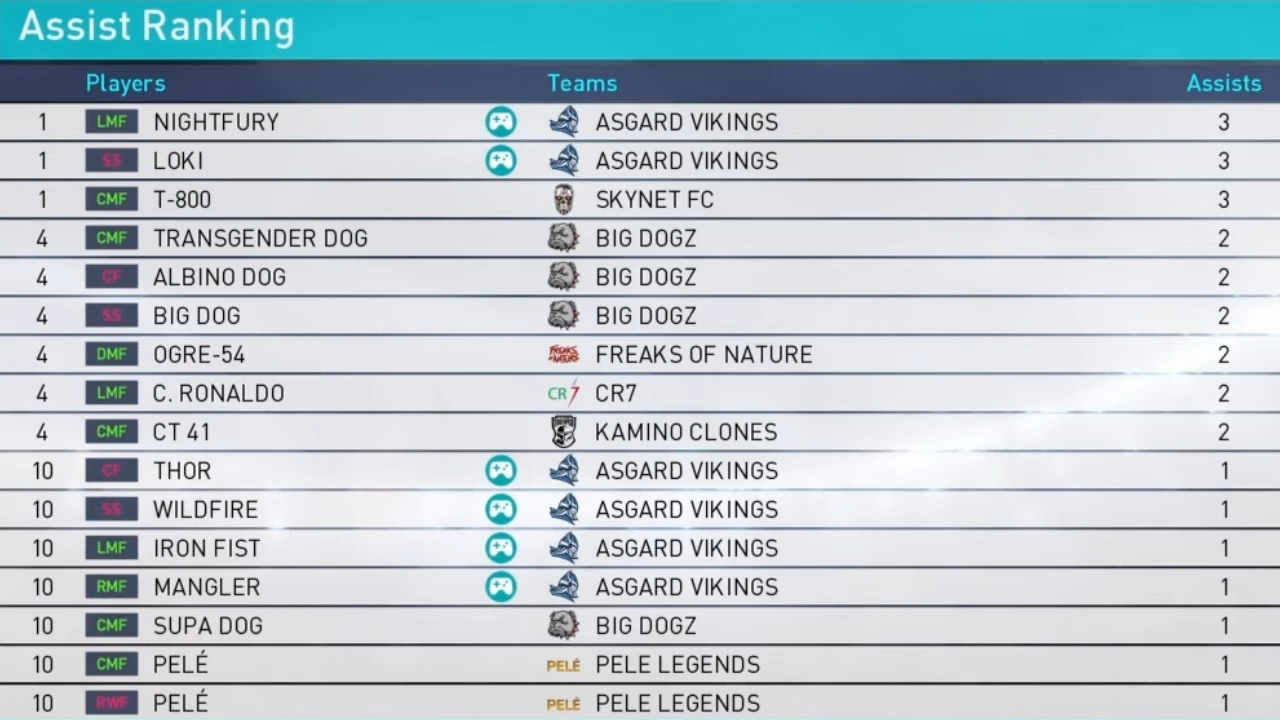 Assist Ranking
Players Teams Assists
1 LMF NIGHTFURY ASGARD VIKINGS 3
1 SS LOKI ASGARD VIKINGS 3
1 CMF T-800 SKYNET FC 3
4 CMF TRANSGENDER DOG BIG DOGZ 2
4 CF ALBINO DOG BIG DOGZ 2
4 SS BIG DOG BIG DOGZ 2
4 DMF OGRE-54 FREAKS OF NATURE FREAKS OF NATURE 2
4 LMF C. RONALDO CR7 CR7 2
4 CMF CT 41 KAMINO CLONES 2
10 CF THOR ASGARD VIKINGS 1
10 SS WILDFIRE ASGARD VIKINGS 1
10 LMF IRON FIST ASGARD VIKINGS 1
10 RMF MANGLER ASGARD VIKINGS 1
10 CMF SUPA DOG BIG DOGZ 1
10 CMF PELÉ PELÉ PELE LEGENDS 1
10 RWF PELÉ PELÉ PELE LEGENDS 1